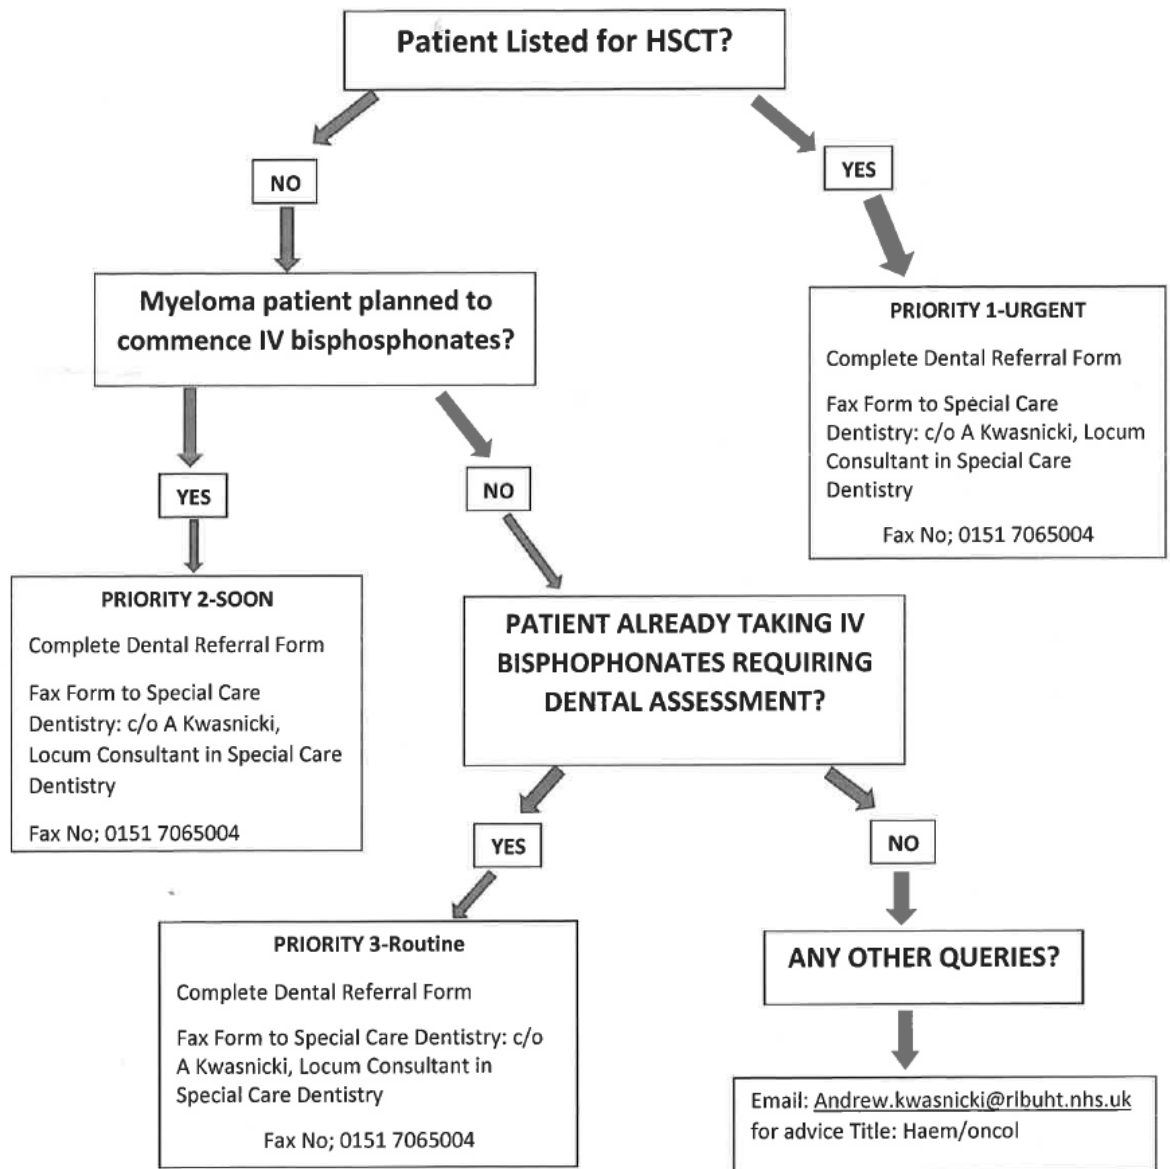 Patient Listed for HSCT?
NO
YES
Myeloma patient planned to
commence IV bisphosphonates?
PRIORITY 1-URGENT
Complete Dental Referral Form
Fax Form to Special Care
Dentistry: c/o A Kwasnicki, Locum
Consultant in Special Care
Dentistry
Fax No; 0151 7065004
YES
NO
PRIORITY 2-SOON
Complete Dental Referral Form
Fax Form to Special Care
Dentistry: c/o A Kwasnicki,
Locum Consultant in Special Care
Dentistry
Fax No; 0151 7065004
PATIENT ALREADY TAKING IV
BISPHOPHONATES REQUIRING
DENTAL ASSESSMENT?
YES
NO
PRIORITY 3-Routine
Complete Dental Referral Form
Fax Form to Special Care Dentistry: c/o
A Kwasnicki, Locum Consultant in
Special Care Dentistry
Fax No; 0151 7065004
ANY OTHER QUERIES?
Email: Andrew.kwasnicki@rlbuht.nhs.uk
for advice Title: Haem/oncol